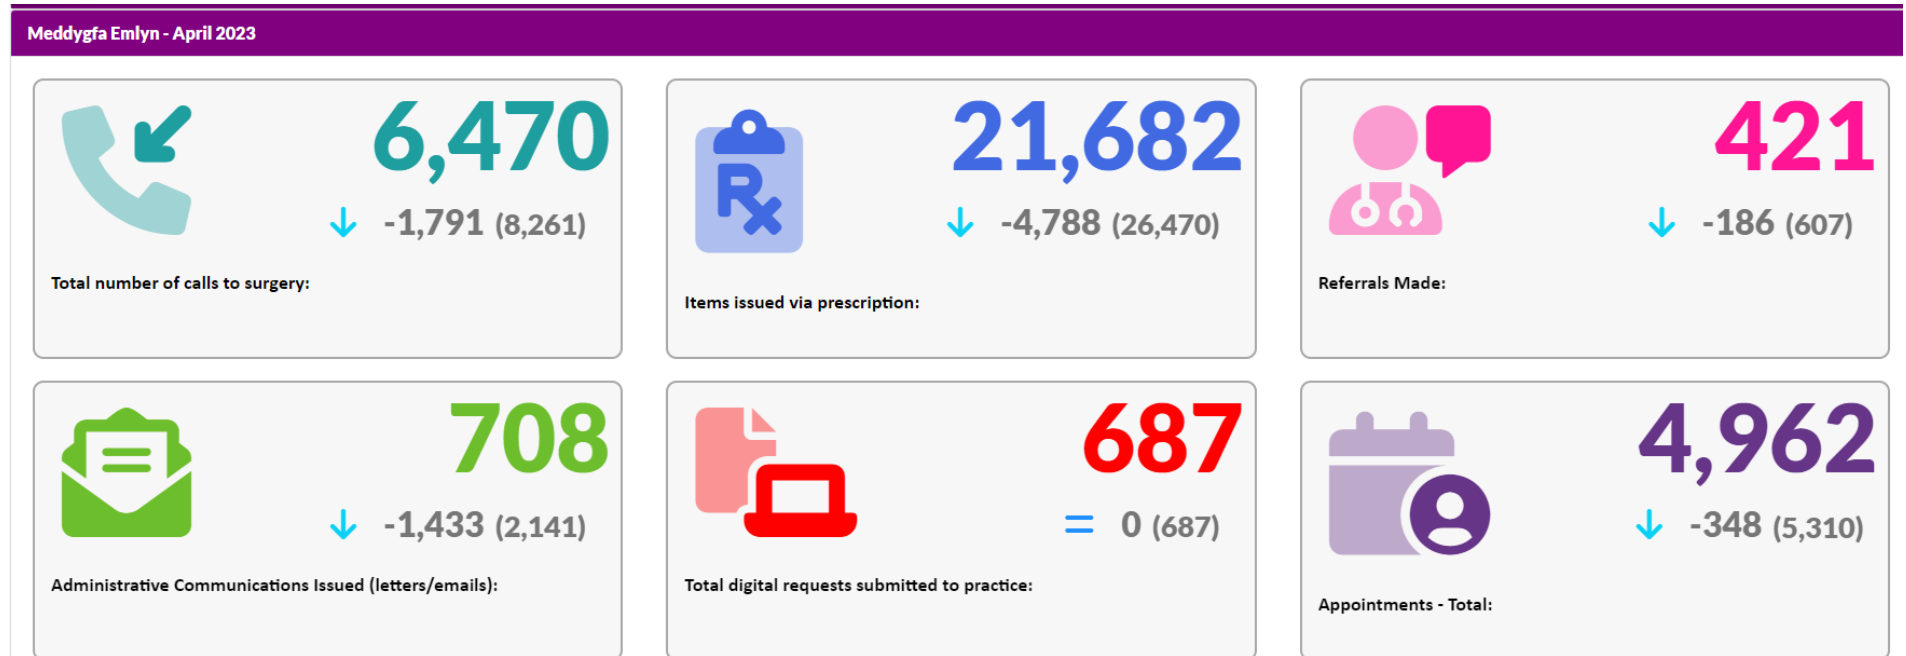 Meddygfa Emlyn - April 2023
6,470
-1,791 (8,261)
Total number of calls to surgery:
Rx
21,682
-4,788 (26,470)
Items issued via prescription:
421
-186 (607)
Referrals Made:
708
-1,433 (2,141)
Administrative Communications Issued (letters/emails):
687
= 0 (687)
Total digital requests submitted to practice:
4,962
-348 (5,310)
Appointments - Total: